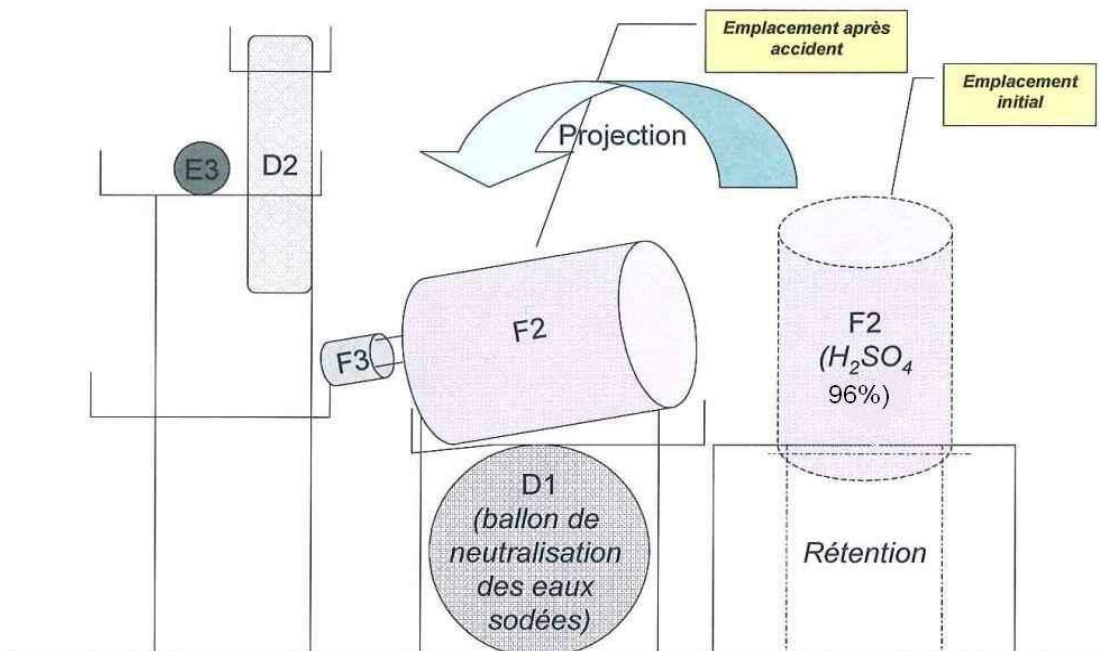 Emplacement après
accident
Emplacement
initial
Projection
E3
D2
F2
F3
F2
(H₂SO₄
96%)
D1
(ballon de
neutralisation
des eaux
sodées)
Rétention